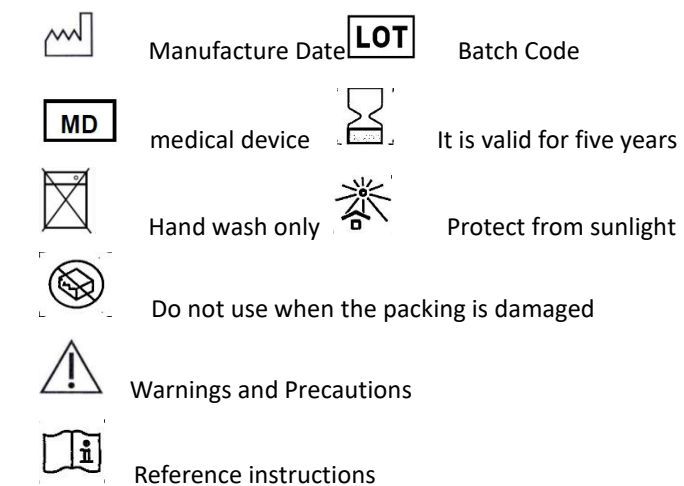 Manufacture Date LOT Batch Code
MD medical device It is valid for five years
Hand wash only Protect from sunlight
Do not use when the packing is damaged
! Warnings and Precautions
i Reference instructions